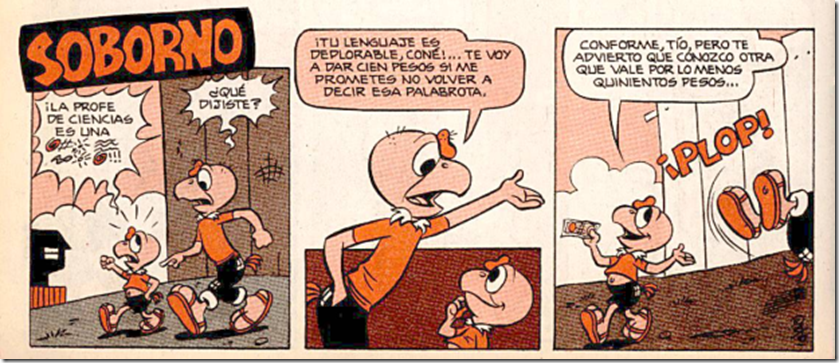 SOBORNO
¡LA PROFE
DE CIENCIAS
ES UNA
!!!
¿QUÉ
DIJISTE?
¡TU LENGUAJE ES
DEPLORABLE, CONÉ!... TE VOY
A DAR CIEN PESOS SI ME
PROMETES NO VOLVER A
DECIR ESA PALABROTA.
CONFORME, TÍO, PERO TE
ADVIERTO QUE CONOZCO OTRA
QUE VALE POR LO MENOS
QUINIENTOS PESOS...
¡PLOP!